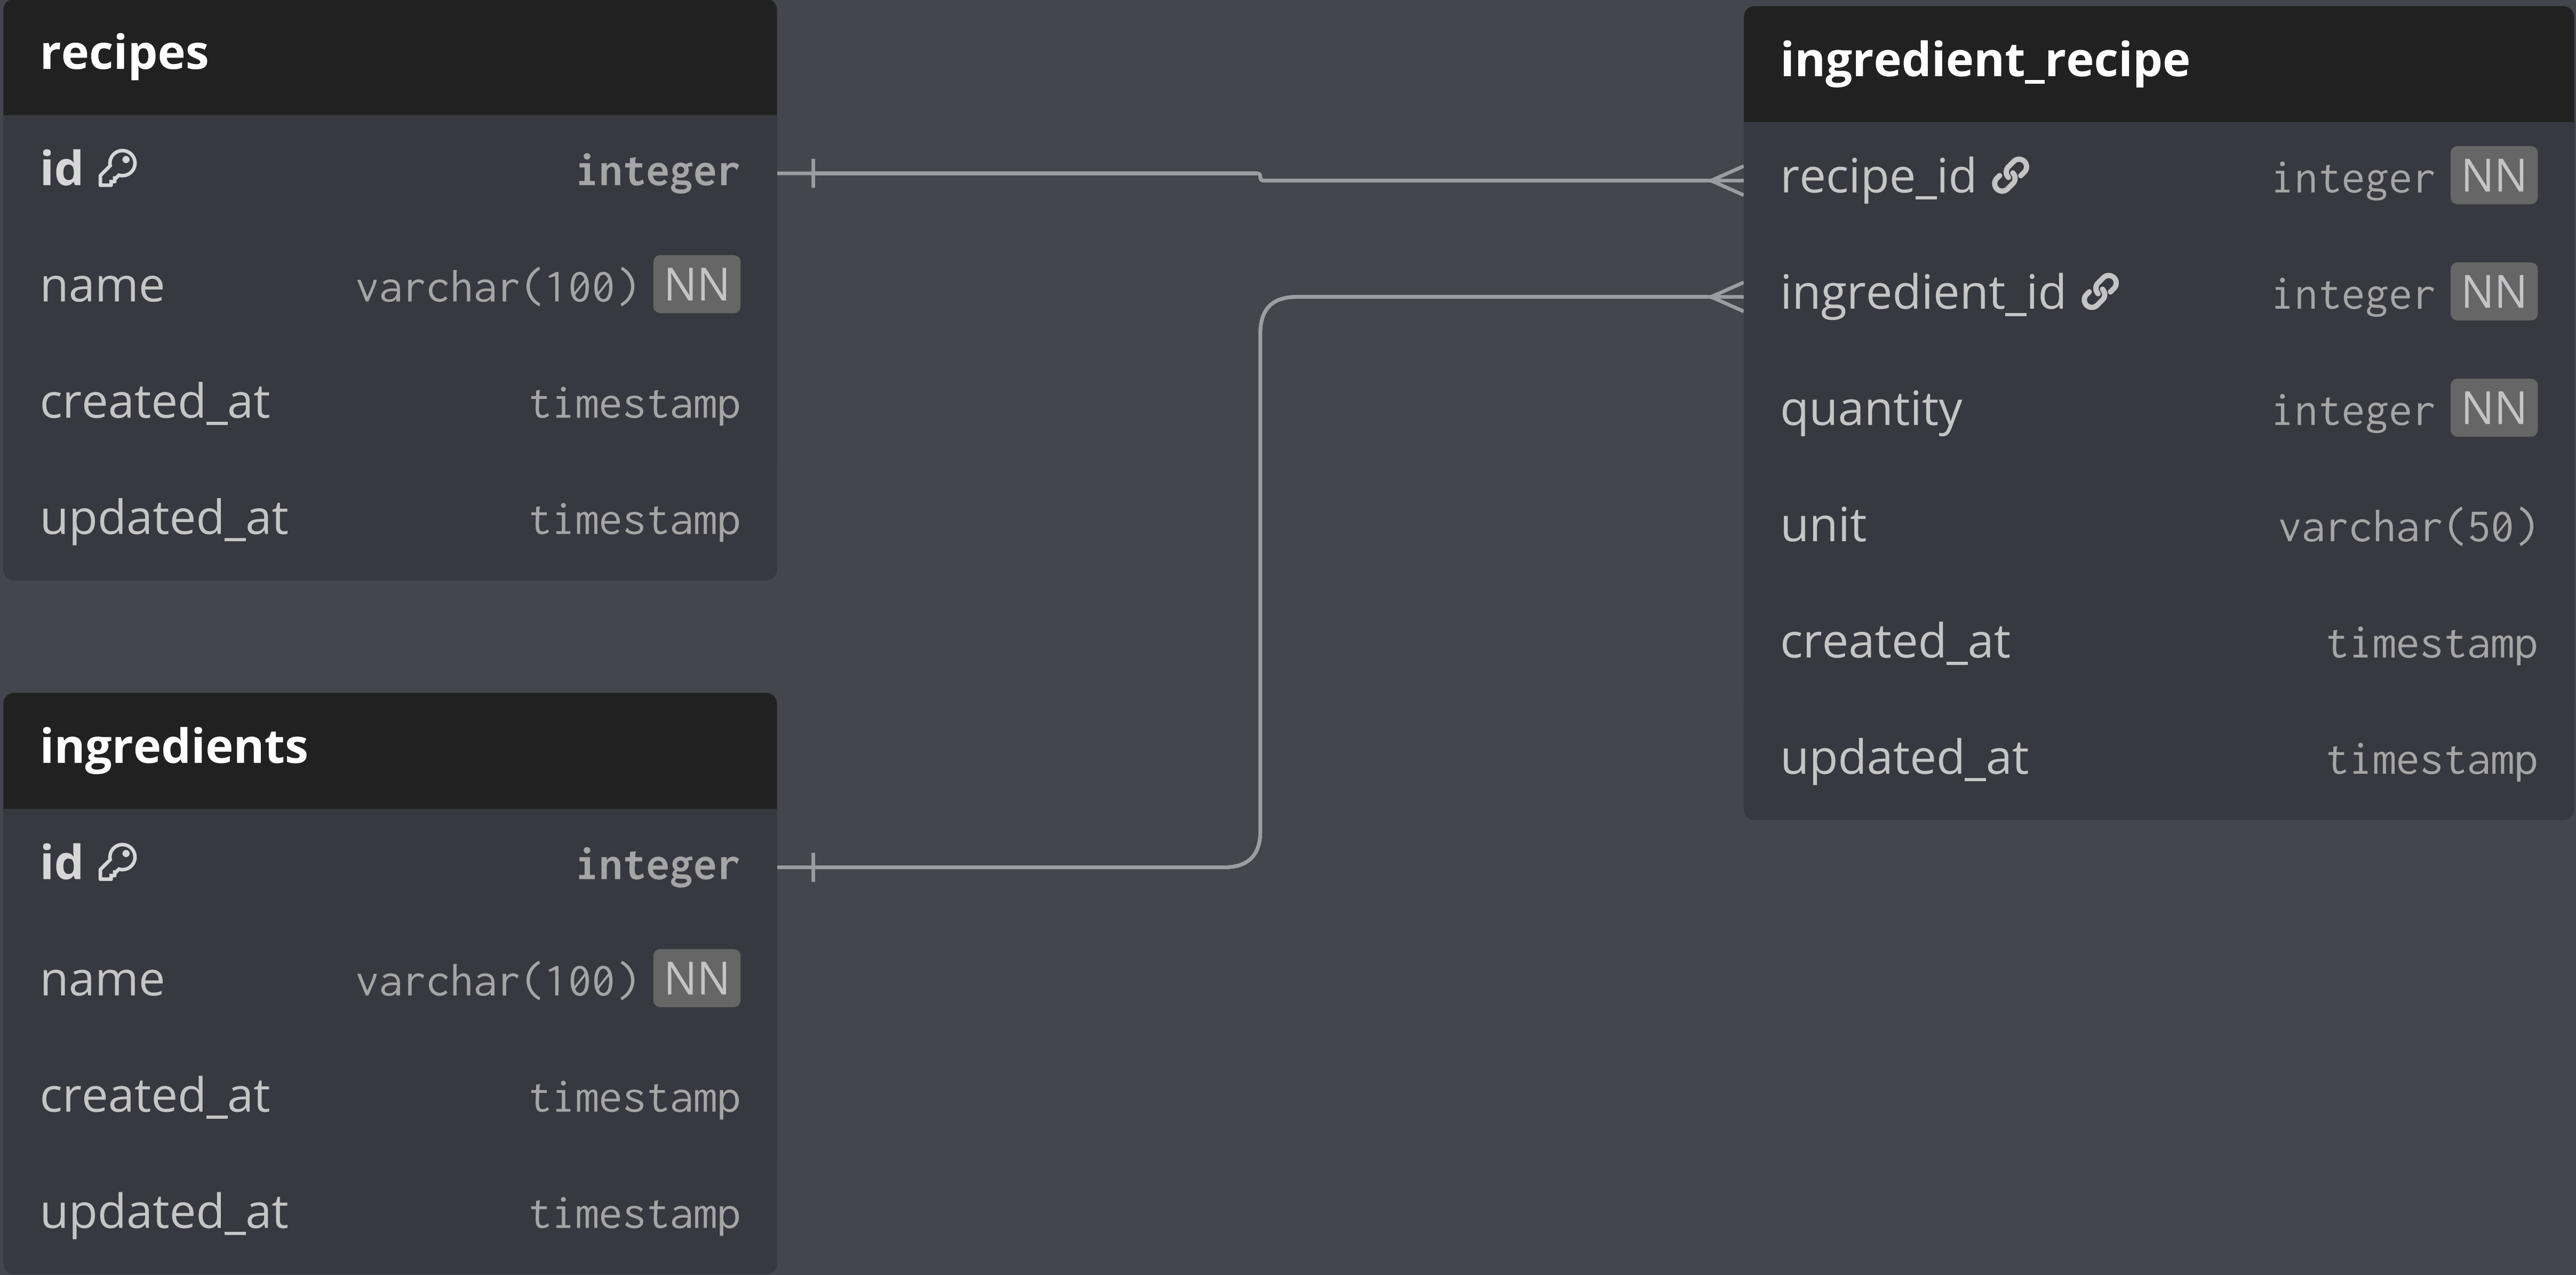 recipes
id integer
name varchar(100) NN
created_at timestamp
updated_at timestamp
ingredients
id integer
name varchar(100) NN
created_at timestamp
updated_at timestamp
ingredient_recipe
recipe_id integer NN
ingredient_id integer NN
quantity integer NN
unit varchar(50)
created_at timestamp
updated_at timestamp